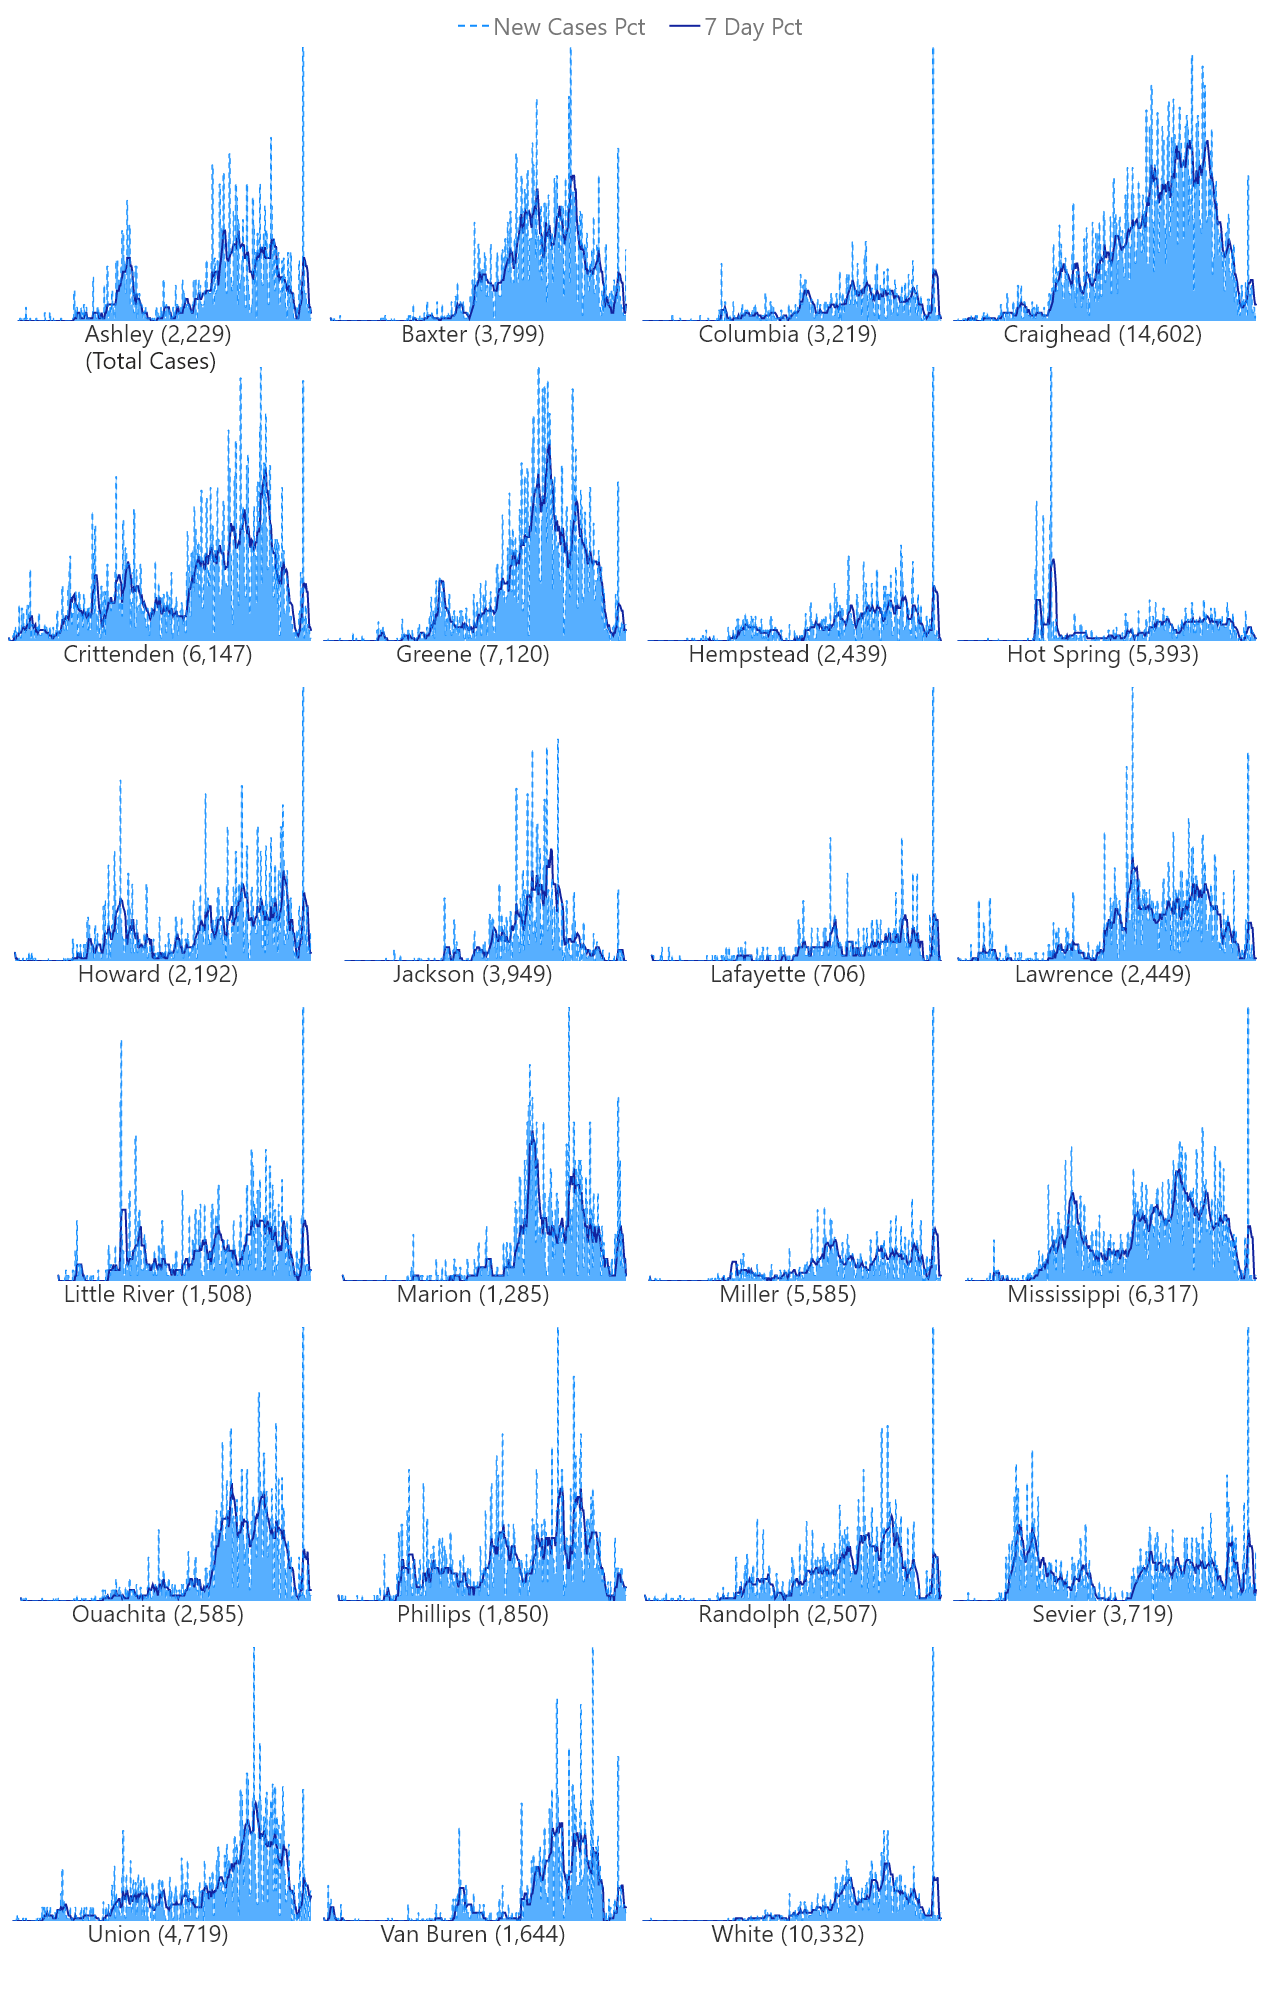 New Cases Pct 7 Day Pct
Ashley (2,229) Baxter (3,799) Columbia (3,219) Craighead (14,602)
(Total Cases)
Crittenden (6,147) Greene (7,120) Hempstead (2,439) Hot Spring (5,393)
Howard (2,192) Jackson (3,949) Lafayette (706) Lawrence (2,449)
Little River (1,508) Marion (1,285) Miller (5,585) Mississippi (6,317)
Ouachita (2,585) Phillips (1,850) Randolph (2,507) Sevier (3,719)
Union (4,719) Van Buren (1,644) White (10,332)